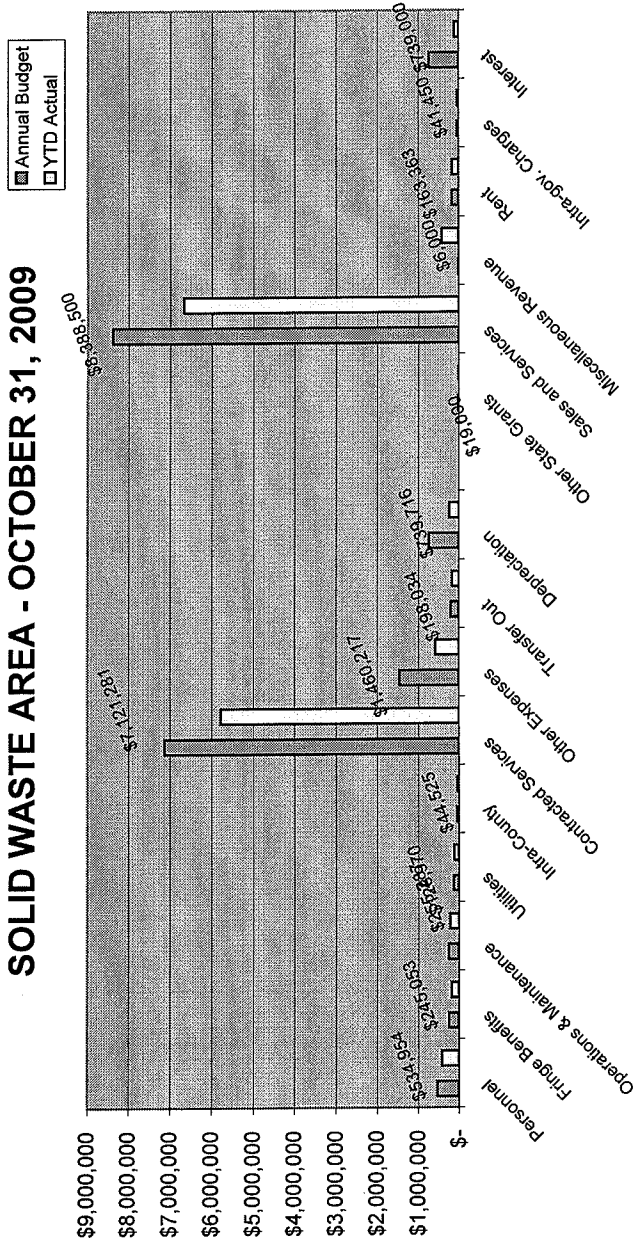 SOLID WASTE AREA - OCTOBER 31, 2009
Annual Budget
YTD Actual
$9,000,000
$8,000,000
$7,000,000
$6,000,000
$5,000,000
$4,000,000
$3,000,000
$2,000,000
$1,000,000
$-
$534,954
$245,053
$44,525
$7,121,281
$1,460,217
$198,034
$739,716
$19,000
$8,388,500
$6,000
$163,363
$41,450
$739,000
Personnel
Fringe Benefits
Operations & Maintenance
Utilities
Intra-County
Contracted Services
Other Expenses
Transfer Out
Depreciation
Other State Grants
Sales and Services
Miscellaneous Revenue
Rent
Intra-gov. Charges
Interest